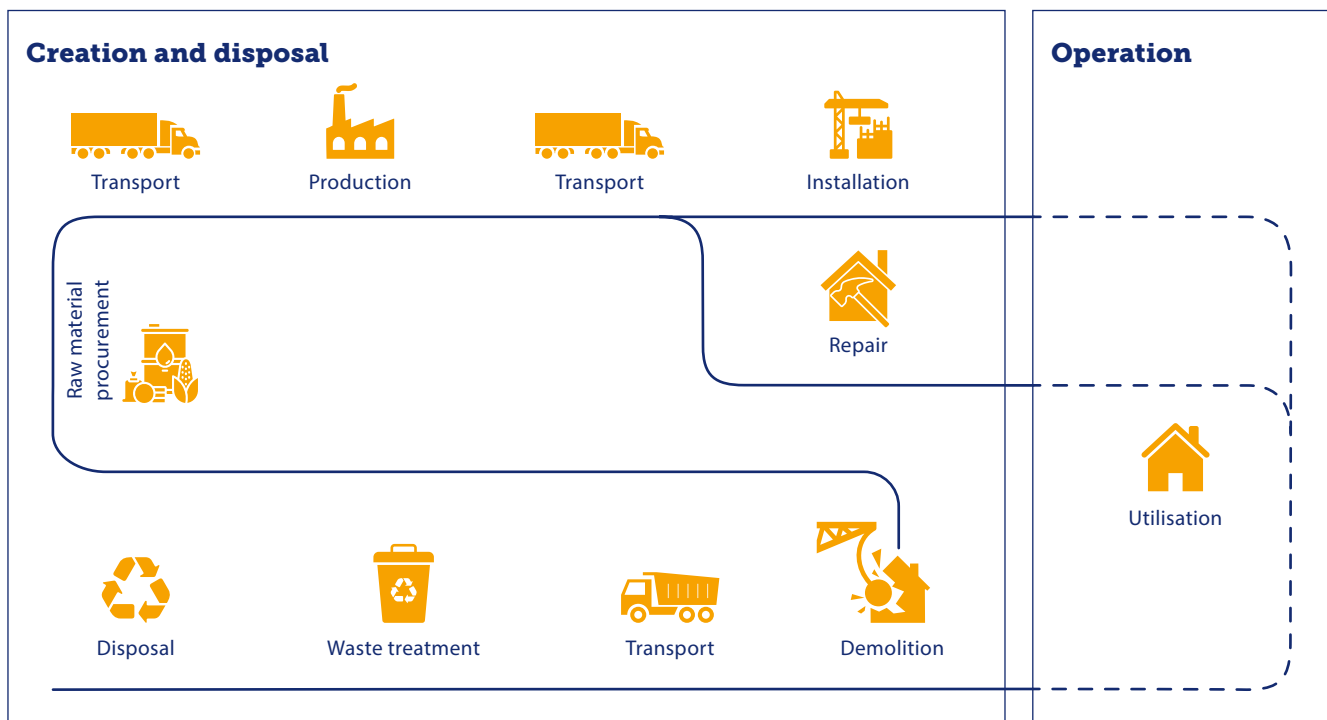 Creation and disposal
Operation
Transport
Production
Transport
Installation
Raw material
procurement
Repair
Utilisation
Disposal
Waste treatment
Transport
Demolition